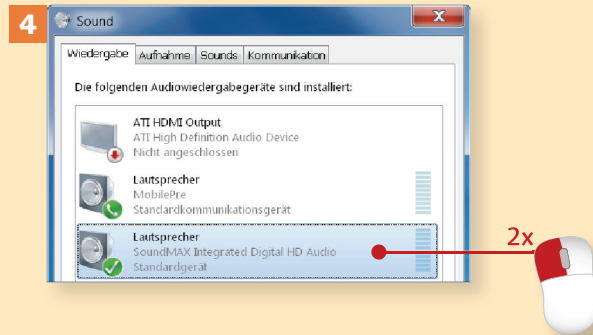 4
Sound
Wiedergabe Aufnahme Sounds Kommunikation
Die folgenden Audiowiedergabegeräte sind installiert:
ATI HDMI Output
ATI High Definition Audio Device
Nicht angeschlossen
Lautsprecher
MobilePre
Standardkommunikationsgerät
Lautsprecher
SoundMAX Integrated Digital HD Audio
Standardgerät
2x